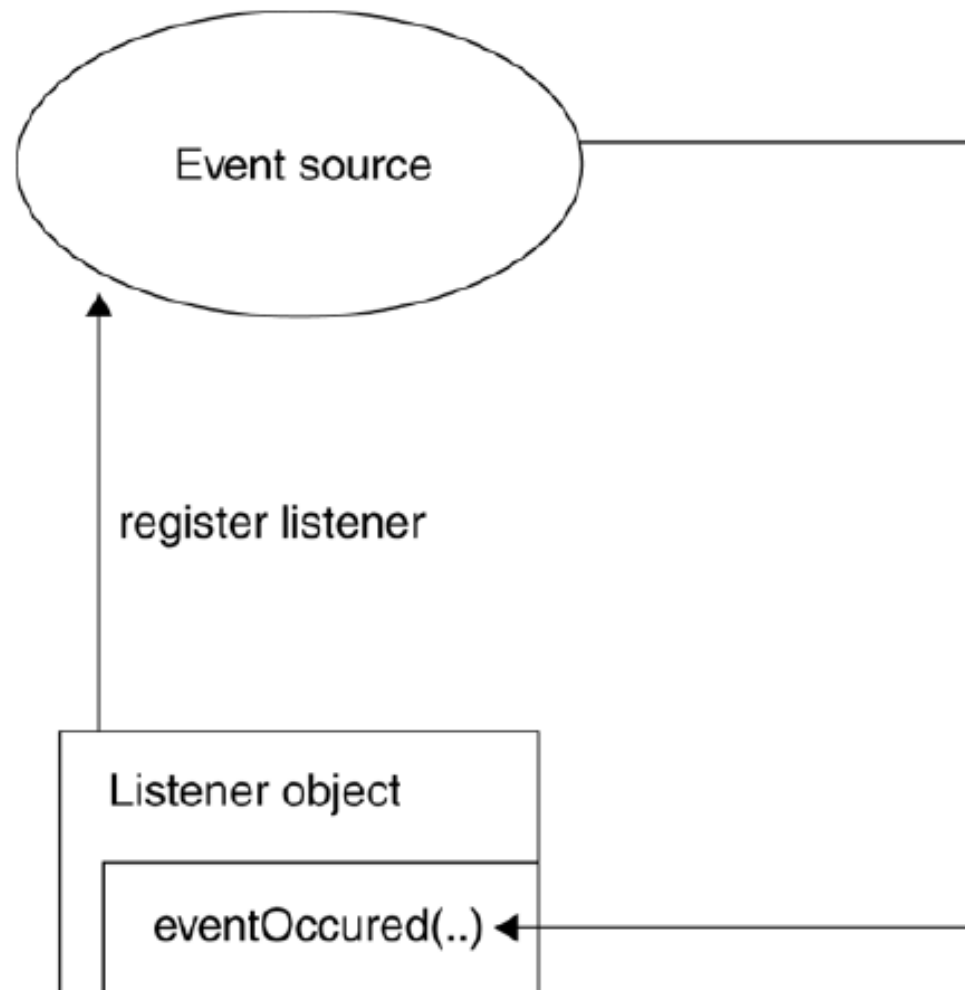 Event source
register listener
Listener object
eventOccured(..)